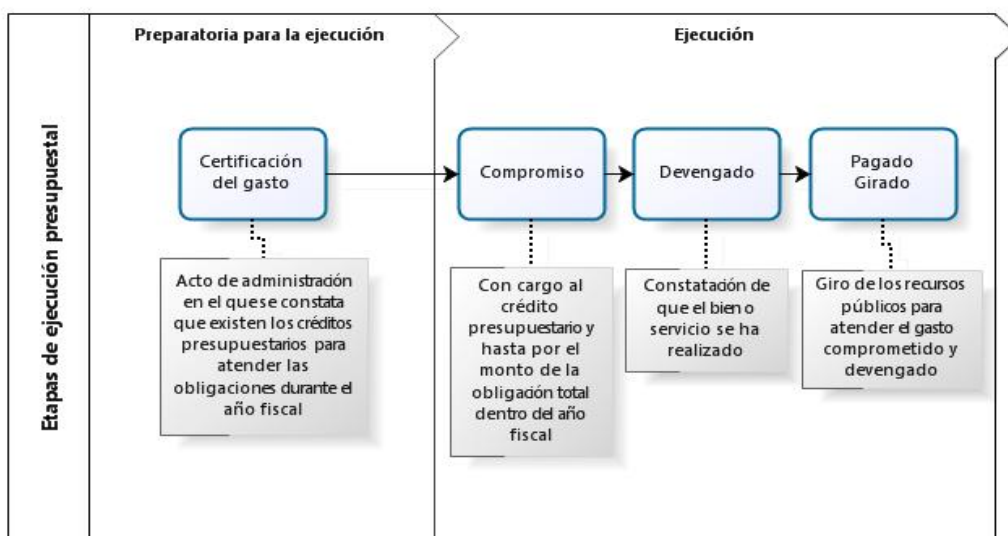 Etapas de ejecución presupuestal
Preparatoria para la ejecución
Ejecución
Certificación
del gasto
Compromiso
Devengado
Pagado
Girado
Acto de administración
en el quese constata
que existen los créditos
presupuestarios para
atender las
obligaciones durante el
año fiscal
Con cargo al
crédito
presupuestario y
hasta por el
monto de la
obligación total
dentro del año
fiscal
Constatación de
que el bien o
servicio se ha
realizado
Giro de los recursos
públicos para
atender el gasto
comprometido y
devengado